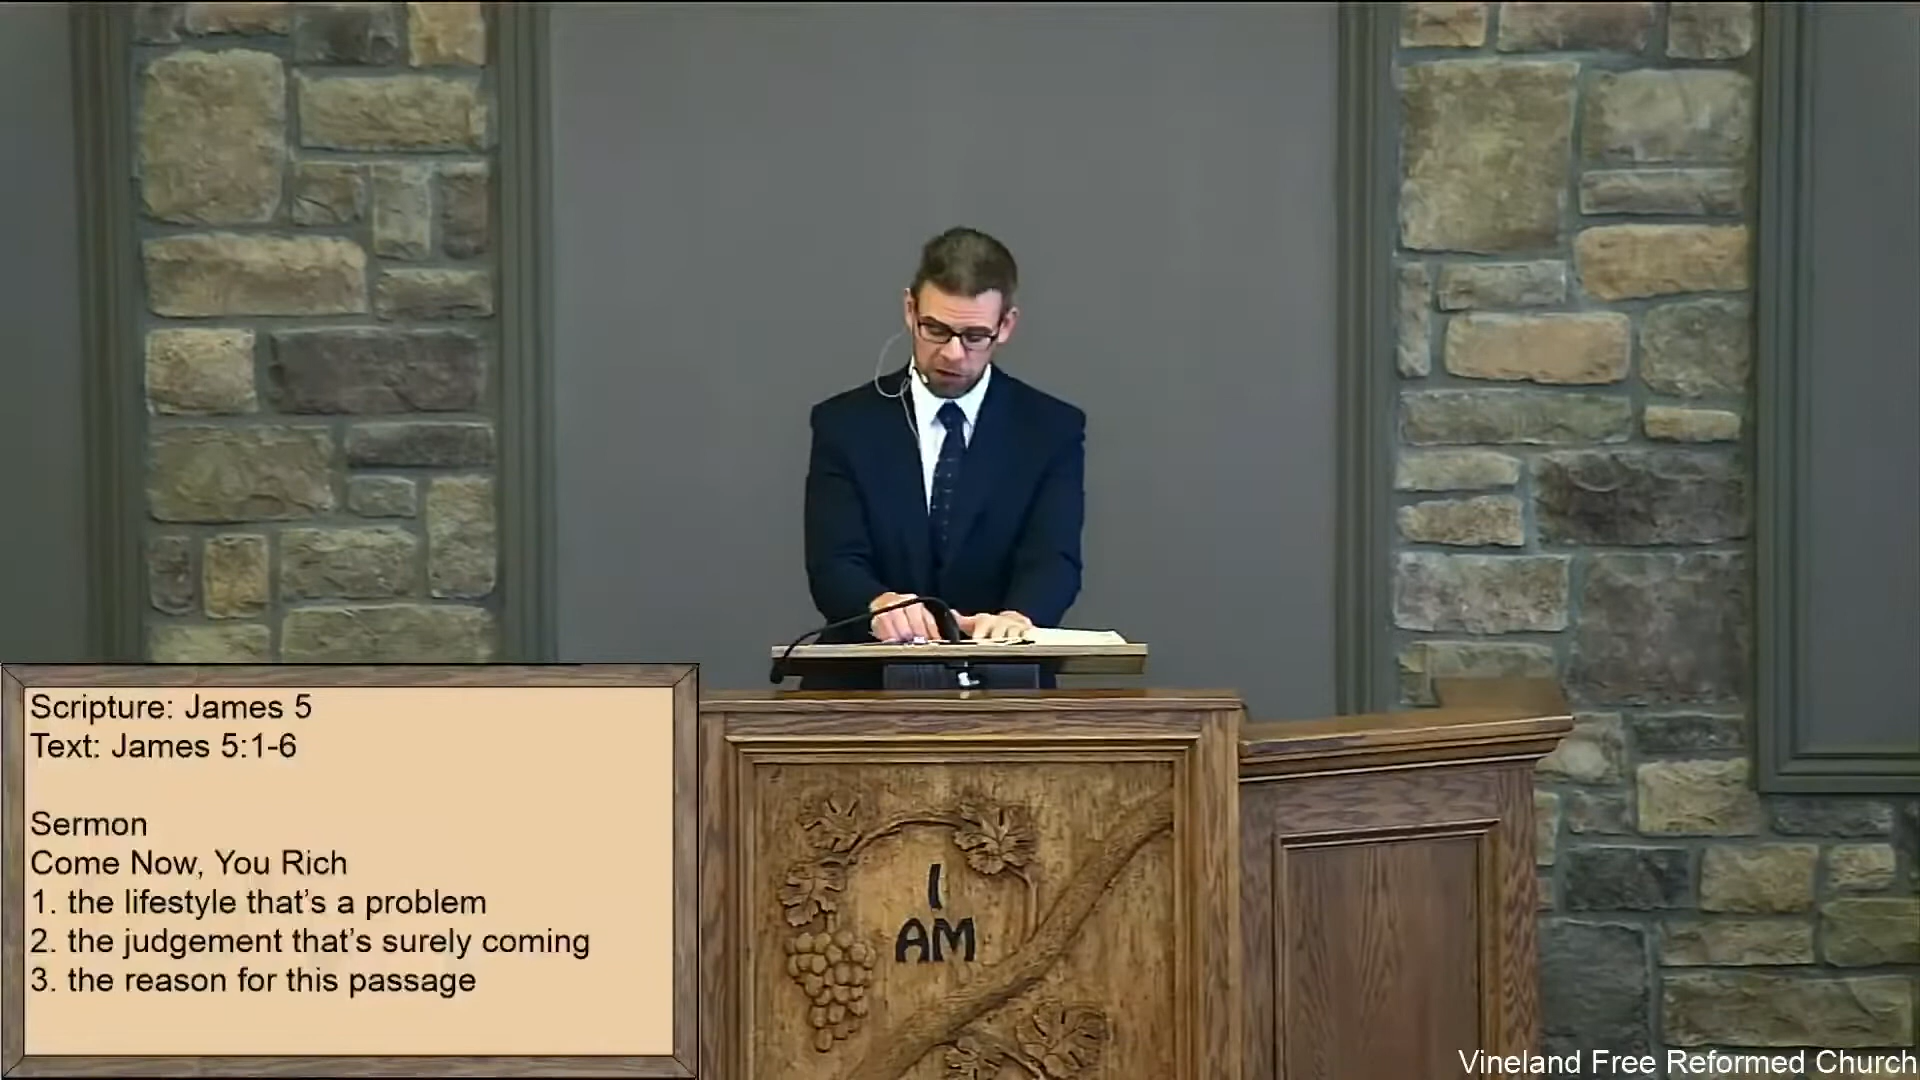 Scripture: James 5
Text: James 5:1-6
Sermon
Come Now, You Rich
1. the lifestyle that's a problem
2. the judgement that's surely coming
3. the reason for this passage
I
AM
Vineland Free Reformed Church